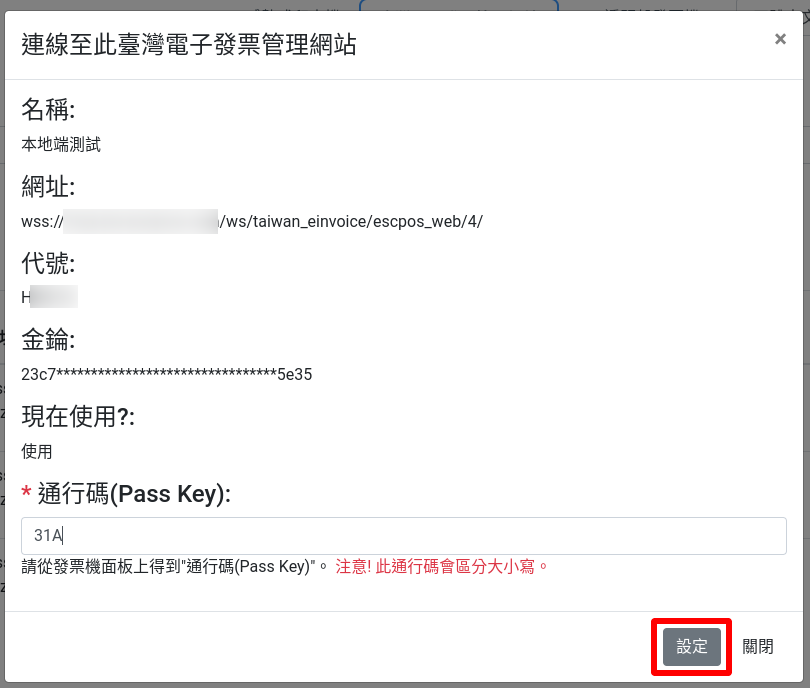 連線至此臺灣電子發票管理網站
×
名稱:
本地端測試
網址:
wss:// /ws/taiwan_einvoice/escpos_web/4/
代號:
H
金鑰:
23c7********************************5e35
現在使用?:
使用
* 通行碼(Pass Key):
31A
請從發票機面板上得到"通行碼(Pass Key)"。 注意! 此通行碼會區分大小寫。
設定 關閉